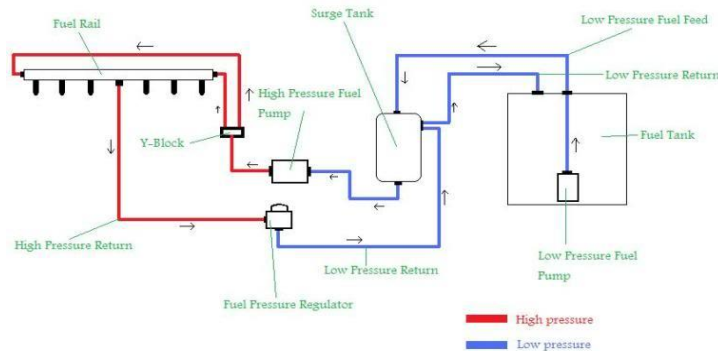 Fuel Rail
Surge Tank
Low Pressure Fuel Feed
Low Pressure Return
High Pressure Fuel
Pump
Y-Block
Fuel Tank
High Pressure Return
Low Pressure Return
Low Pressure Fuel
Pump
Fuel Pressure Regulator
High pressure
Low pressure